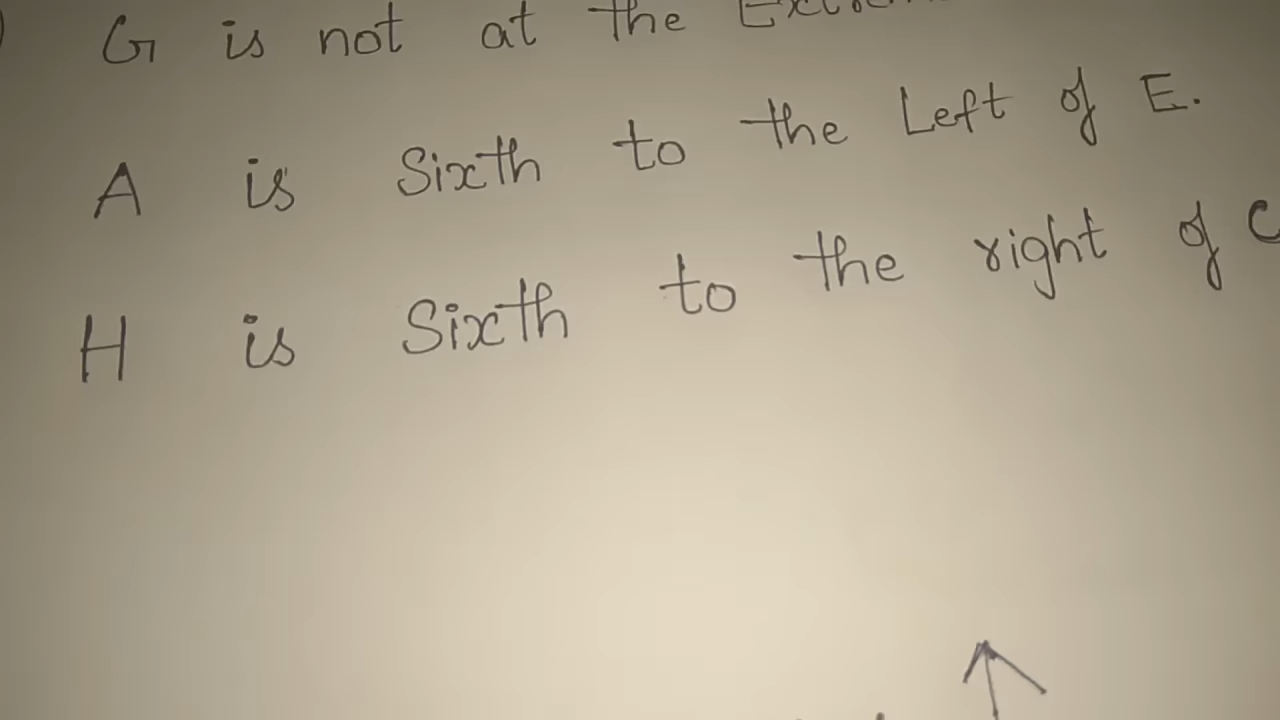 G is not at the
A is Sixth to the Left of E.
H is Sixth to the right of C